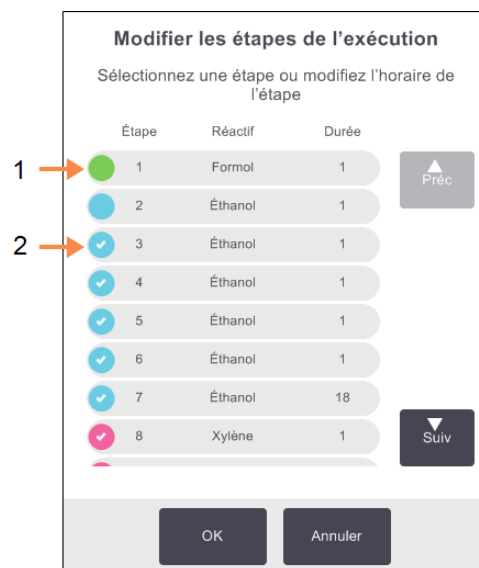 Modifier les étapes de l’exécution
Sélectionnez une étape ou modifiez l’horaire de
l’étape
Étape Réactif Durée
1 1 Formol 1 Préc
2 Éthanol 1
2 3 Éthanol 1
4 Éthanol 1
5 Éthanol 1
6 Éthanol 1
7 Éthanol 18
8 Xylène 1 Suiv
OK Annuler